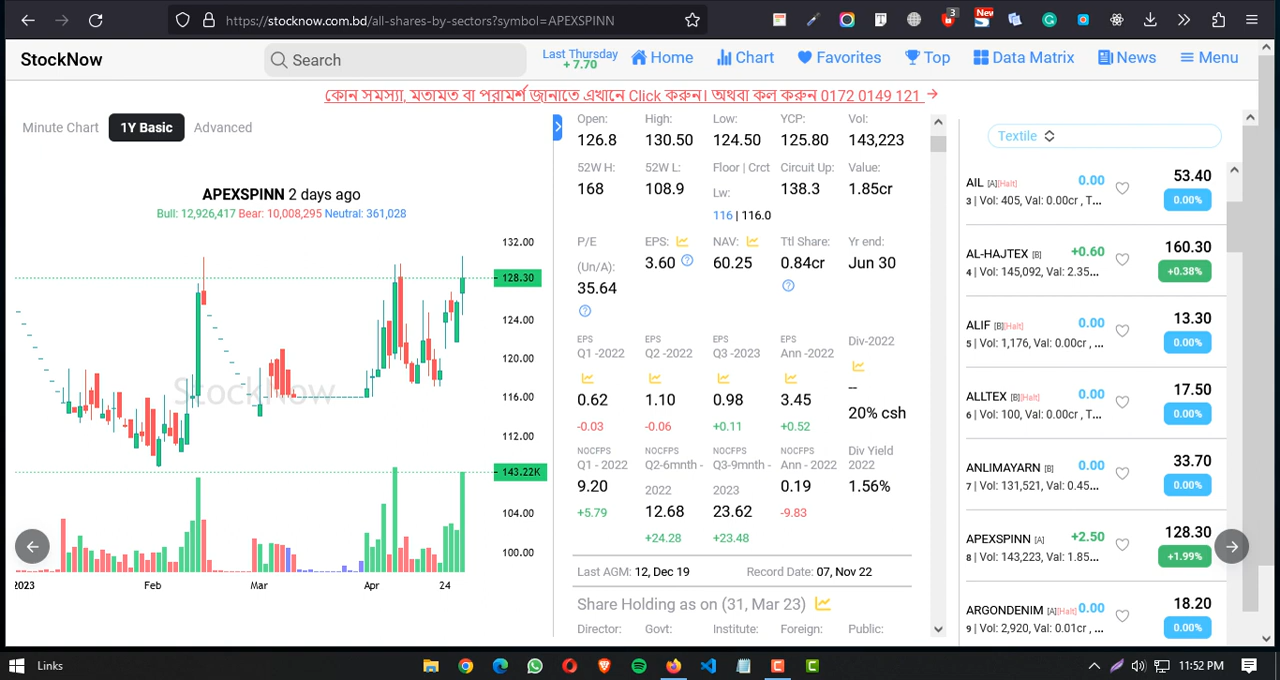 https://stocknow.com.bd/all-shares-by-sectors?symbol=APEXSPINN
3
New
StockNow
Search
Last Thursday
+ 7.70
Home
Chart
Favorites
Top
Data Matrix
News
Menu
কোন সমস্যা, মতামত বা পরামর্শ জানাতে এখানে Click করুন। অথবা কল করুন 0172 0149 121
Minute Chart
1Y Basic
Advanced
APEXSPINN 2 days ago
Bull: 12,926,417 Bear: 10,008,295 Neutral: 361,028
132.00
128.30
124.00
120.00
116.00
112.00
143.22K
104.00
100.00
StockNow
2023
Feb
Mar
Apr
24
Open: High: Low: YCP: Vol:
126.8 130.50 124.50 125.80 143,223
52W H: 52W L: Floor | Crct Circuit Up: Value:
168 108.9 Lw: 138.3 1.85cr
116 | 116.0
P/E EPS: NAV: Ttl Share: Yr end:
(Un/A): 3.60 60.25 0.84cr Jun 30
35.64
EPS EPS EPS EPS Div-2022
Q1 -2022 Q2 -2022 Q3 -2023 Ann -2022
--
0.62 1.10 0.98 3.45 20% csh
-0.03 -0.06 +0.11 +0.52
NOCFPS NOCFPS NOCFPS NOCFPS Div Yield
Q1 - 2022 Q2-6mnth - Q3-9mnth - Ann - 2022 2022
9.20 2022 2023 0.19 1.56%
+5.79 12.68 23.62 -9.83
+24.28 +23.48
Last AGM: 12, Dec 19 Record Date: 07, Nov 22
Share Holding as on (31, Mar 23)
Director: Govt: Institute: Foreign: Public:
Textile
AIL [A][Halt] 0.00 53.40
3 | Vol: 405, Val: 0.00cr , T... 0.00%
AL-HAJTEX [B] +0.60 160.30
4 | Vol: 145,092, Val: 2.35... +0.38%
ALIF [B][Halt] 0.00 13.30
5 | Vol: 1,176, Val: 0.00cr , ... 0.00%
ALLTEX [B][Halt] 0.00 17.50
6 | Vol: 100, Val: 0.00cr , T... 0.00%
ANLIMAYARN [B] 0.00 33.70
7 | Vol: 131,521, Val: 0.45... 0.00%
APEXSPINN [A] +2.50 128.30
8 | Vol: 143,223, Val: 1.85... +1.99%
ARGONDENIM [A][Halt] 0.00 18.20
9 | Vol: 2,920, Val: 0.01cr , ... 0.00%
Links
11:52 PM